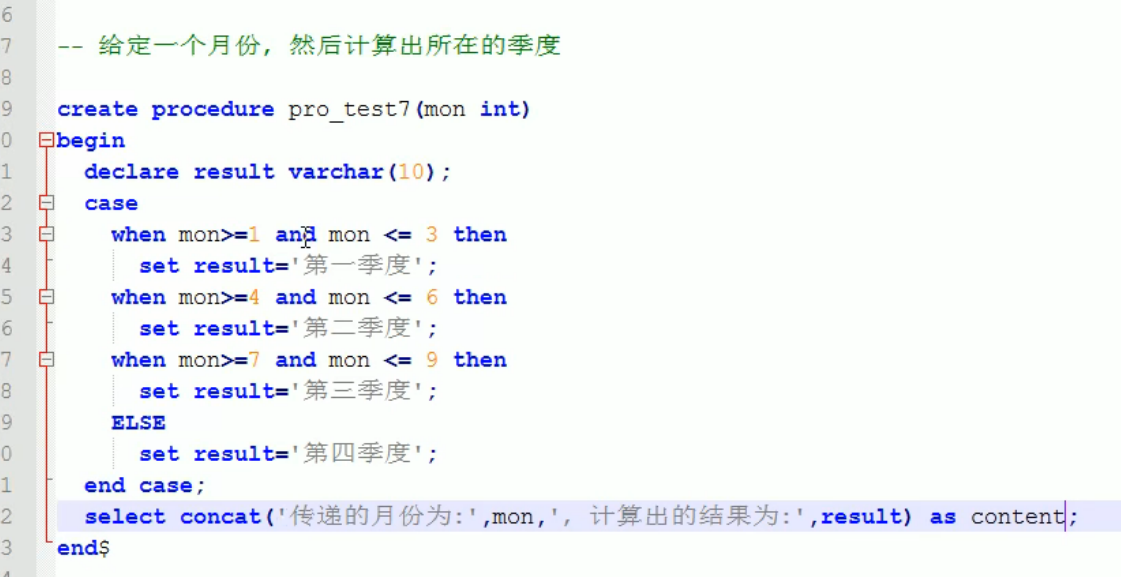 6
7 -- 给定一个月份, 然后计算出所在的季度
8
9 create procedure pro_test7(mon int)
0 begin
1 declare result varchar(10);
2 case
3 when mon>=1 and mon <= 3 then
4 set result='第一季度';
5 when mon>=4 and mon <= 6 then
6 set result='第二季度';
7 when mon>=7 and mon <= 9 then
8 set result='第三季度';
9 ELSE
0 set result='第四季度';
1 end case;
2 select concat('传递的月份为:',mon,', 计算出的结果为:',result) as content;
3 end$